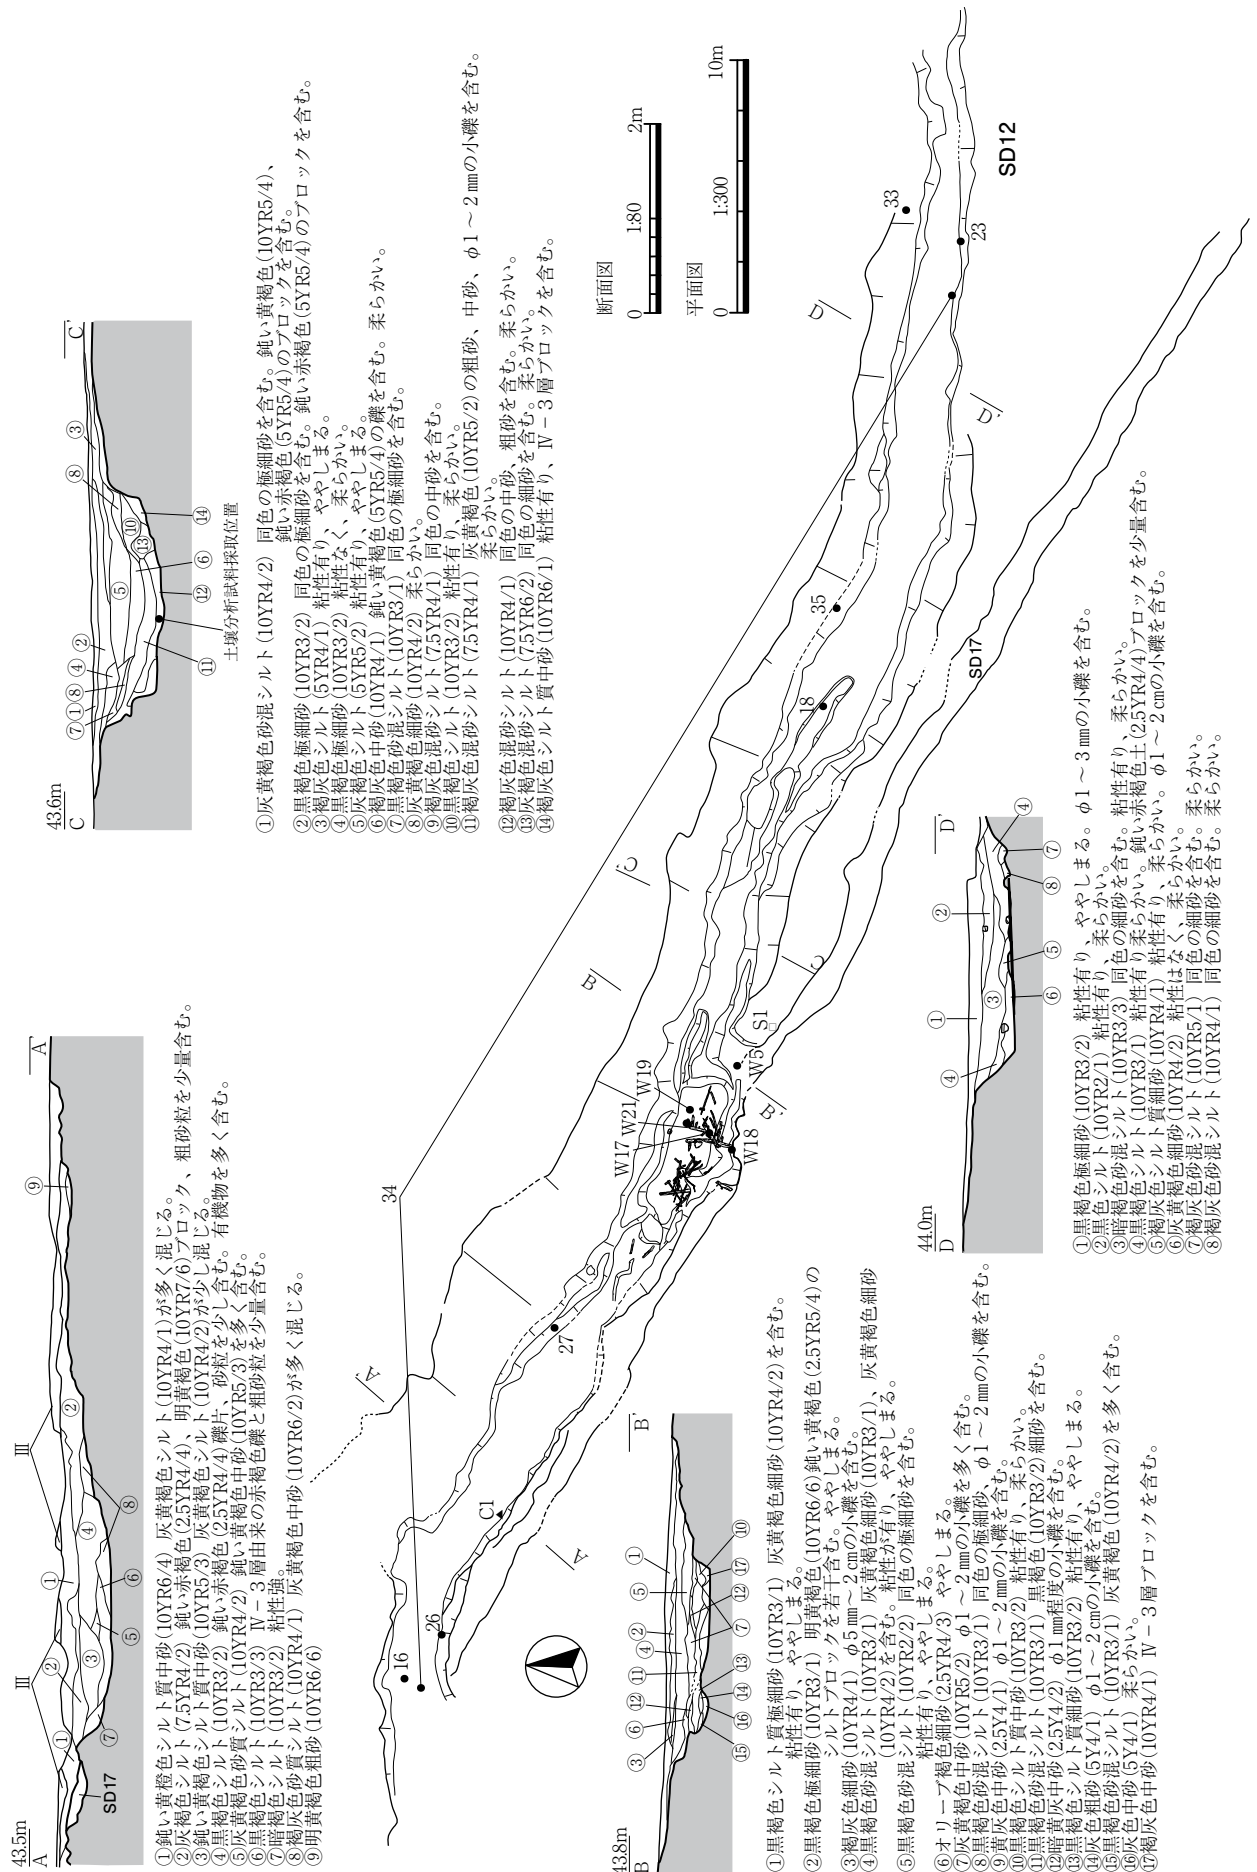 43.5m
A
A'
SD17
Ⅲ
Ⅲ
①
②
③
①
②
④
⑦
⑤
⑥
⑧
⑨
①鈍い黄橙色シルト質中砂(10YR6/4) 灰黄褐色シルト(10YR4/1)が多く混じる。
②灰褐色シルト(7.5YR4/2) 鈍い赤褐色(2.5YR4/4)、明黄褐色(10YR7/6)ブロック、粗砂粒を少量含む。
③鈍い黄褐色シルト質中砂(10YR5/3) 灰黄褐色シルト(10YR4/2)が少し混じる。
④黒褐色シルト(10YR3/2) 鈍い赤褐色(2.5YR4/4)礫片、砂粒を少し含む。有機物を多く含む。
⑤灰黄褐色砂質シルト(10YR4/2) 鈍い黄褐色中砂(10YR5/3)を多く含む。
⑥黒褐色シルト(10YR3/3) Ⅳ－3層由来の赤褐色礫と粗砂粒を少量含む。
⑦暗褐色シルト(10YR3/2) 粘性強。
⑧褐灰色砂質シルト(10YR4/1) 灰黄褐色中砂(10YR6/2)が多く混じる。
⑨明黄褐色粗砂(10YR6/6)
43.6m
C
C'
⑦①⑧④②
⑤
⑧
③
⑩
⑬
⑪
⑫
⑥
⑭
土壌分析試料採取位置
①灰黄褐色砂混シルト(10YR4/2) 同色の極細砂を含む。鈍い黄褐色(10YR5/4)、
鈍い赤褐色(5YR5/4)のブロックを含む。
②黒褐色極細砂(10YR3/2) 同色の極細砂を含む。鈍い赤褐色(5YR5/4)のブロックを含む。
③褐灰色シルト(5YR4/1) 粘性有り、ややしまる。
④黒褐色極細砂(10YR3/2) 粘性なく、柔らかい。
⑤灰褐色シルト(5YR5/2) 粘性有り、ややしまる。
⑥褐灰色中砂(10YR4/1) 鈍い黄褐色(5YR5/4)の礫を含む。柔らかい。
⑦黒褐色砂混シルト(10YR3/1) 同色の極細砂を含む。
⑧灰黄褐色細砂(10YR4/2) 柔らかい。
⑨褐灰色混砂シルト(7.5YR4/1) 同色の中砂を含む。
⑩黒褐色シルト(10YR3/2) 粘性有り、柔らかい。
⑪褐灰色混砂シルト(7.5YR4/1) 灰黄褐色(10YR5/2)の粗砂、中砂、φ1～2㎜の小礫を含む。
柔らかい。
⑫褐灰色混砂シルト(10YR4/1) 同色の中砂、粗砂を含む。柔らかい。
⑬灰褐色混砂シルト(7.5YR6/2) 同色の細砂を含む。柔らかい。
⑭褐灰色シルト質中砂(10YR6/1) 粘性有り、Ⅳ－3層ブロックを含む。
断面図
0
1:80
2m
平面図
0
1:300
10m
16
26
34
C1
A
A'
27
W17
W21
W19
W18
W5
S1
B
B'
C
C'
18
35
SD17
D
D'
33
23
SD12
43.8m
B
B'
③
⑥
⑫
⑪
④
②
⑤
①
⑮
⑯
⑭
⑬
⑦
⑫
⑰
⑩
①黒褐色シルト質極細砂(10YR3/1) 灰黄褐色細砂(10YR4/2)を含む。
粘性有り、ややしまる。
②黒褐色極細砂(10YR3/1) 明黄褐色(10YR6/6)鈍い黄褐色(2.5YR5/4)の
シルトブロックを若干含む。ややしまる。
③褐灰色細砂(10YR4/1) φ5㎜～2㎝の小礫を含む。
④黒褐色砂混シルト(10YR3/1) 灰黄褐色細砂(10YR3/1)、灰黄褐色細砂
(10YR4/2)を含む。粘性が有り、ややしまる。
⑤黒褐色砂混シルト(10YR2/2) 同色の極細砂を含む。
粘性有り、ややしまる。
⑥オリーブ褐色細砂(2.5YR4/3) ややしまる。
⑦灰黄褐色中砂(10YR5/2) φ1～2㎜の小礫を多く含む。
⑧黒褐色砂混シルト(10YR3/1) 同色の極細砂、φ1～2㎜の小礫を含む。
⑨黄灰色中砂(2.5Y4/1) φ1～2㎜の小礫を含む。
⑩黒褐色シルト質中砂(10YR3/2) 粘性有り、柔らかい。
⑪黒褐色砂混シルト(10YR3/1) 黒褐色(10YR3/2)細砂を含む。
⑫暗黄灰中砂(2.5Y4/2) φ1㎜程度の小礫を含む。
⑬黒褐色シルト質細砂(10YR3/2) 粘性有り、ややしまる。
⑭灰色粗砂(5Y4/1) φ1～2㎝の小礫を含む。
⑮黒褐色砂混シルト(10YR3/1) 灰黄褐色(10YR4/2)を多く含む。
⑯灰色中砂(5Y4/1) 柔らかい。
⑰褐灰色中砂(10YR4/1) Ⅳ－3層ブロックを含む。
44.0m
D
D'
④
①
③
②
⑥
⑤
⑧
⑦
④
①黒褐色極細砂(10YR3/2) 粘性有り、ややしまる。φ1～3㎜の小礫を含む。
②黒色シルト(10YR2/1) 粘性有り、柔らかい。
③暗褐色砂混シルト(10YR3/3) 同色の細砂を含む。粘性有り、柔らかい。
④黒褐色シルト(10YR3/1) 粘性有り柔らかい。鈍い赤褐色土(2.5YR4/4)ブロックを少量含む。
⑤褐灰色シルト質細砂(10YR4/1) 粘性有り、柔らかい。φ1～2㎝の小礫を含む。
⑥灰黄褐色細砂(10YR4/2) 粘性はなく、柔らかい。
⑦褐灰色砂混シルト(10YR5/1) 同色の細砂を含む。柔らかい。
⑧褐灰色砂混シルト(10YR4/1) 同色の細砂を含む。柔らかい。